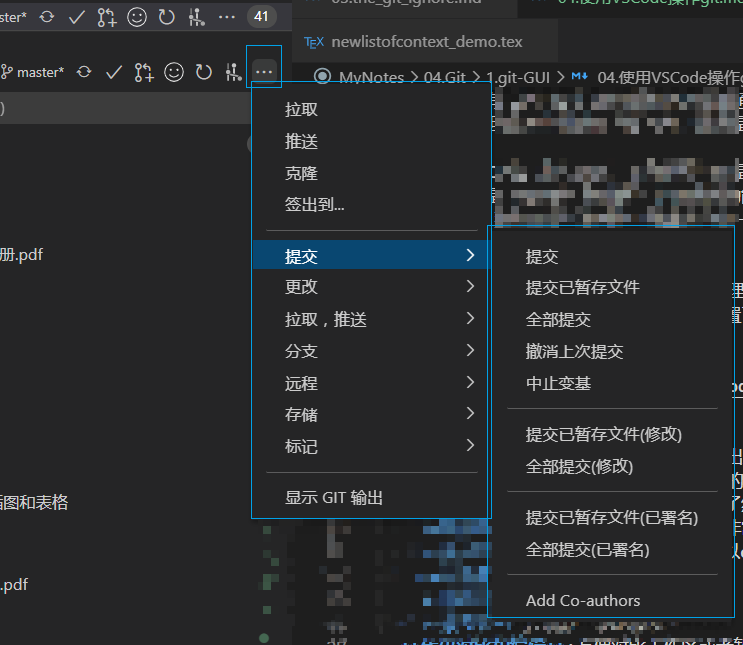 ster*
41
03.the_git_ignore.md
04.使用VSCode操作git.m
newlistofcontext_demo.tex
master*
MyNotes > 04.Git > 1.git-GUI > 04.使用VSCode操作g
)
拉取
推送
克隆
签出到...
提交
更改
拉取，推送
分支
远程
存储
标记
显示 GIT 输出
提交
提交已暂存文件
全部提交
撤消上次提交
中止变基
提交已暂存文件(修改)
全部提交(修改)
提交已暂存文件(已署名)
全部提交(已署名)
Add Co-authors
册.pdf
插图和表格
.pdf